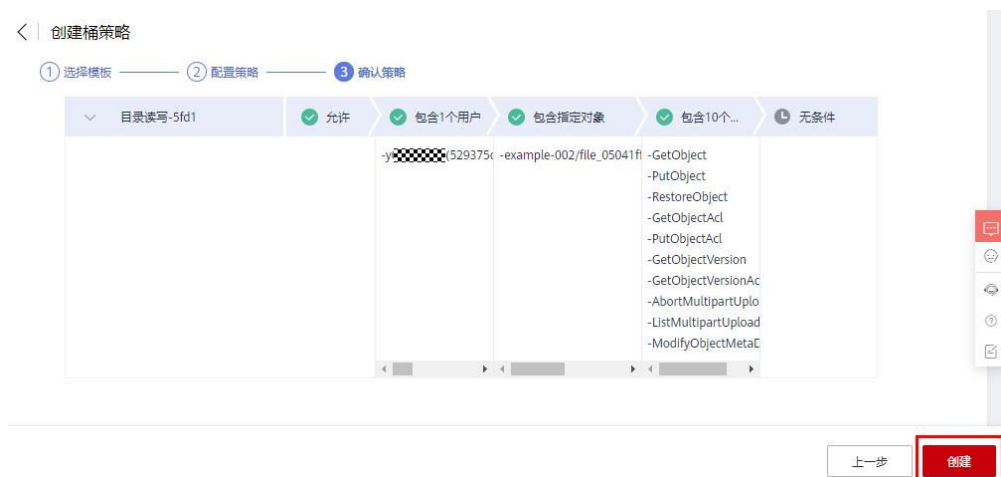 创建桶策略
1 选择模板 2 配置策略 3 确认策略
目录读写-5fd1 允许 包含1个用户 包含指定对象 包含10个... 无条件
-y (529375c -example-002/file_05041f -GetObject
-PutObject
-RestoreObject
-GetObjectAcl
-PutObjectAcl
-GetObjectVersion
-GetObjectVersionAc
-AbortMultipartUplo
-ListMultipartUpload
-ModifyObjectMeta
上一步 创建